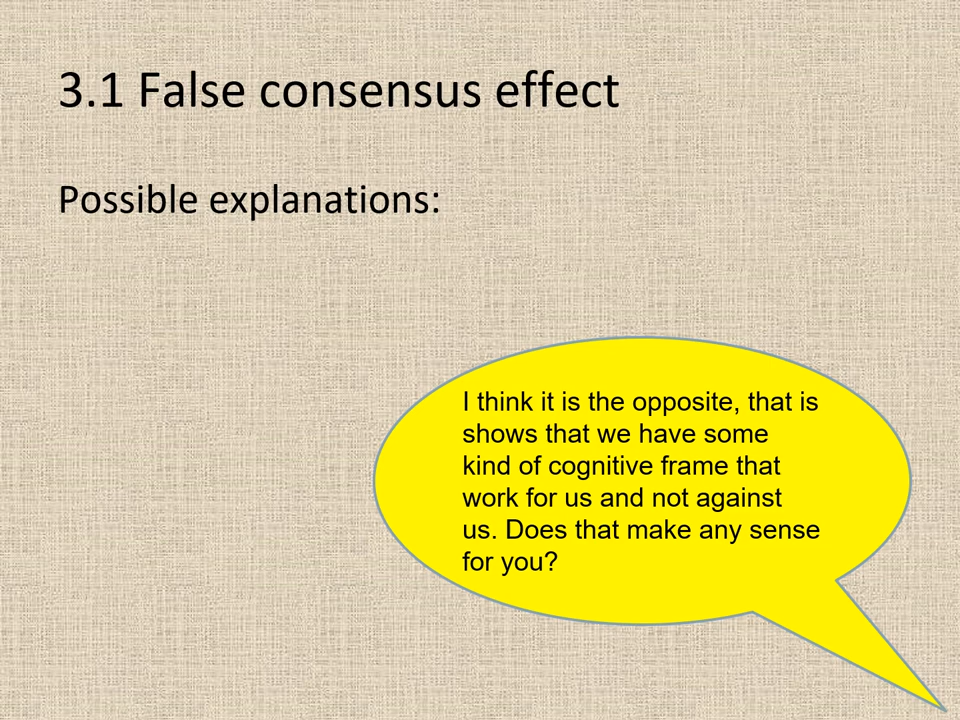 3.1 False consensus effect
Possible explanations:
I think it is the opposite, that is
shows that we have some
kind of cognitive frame that
work for us and not against
us. Does that make any sense
for you?